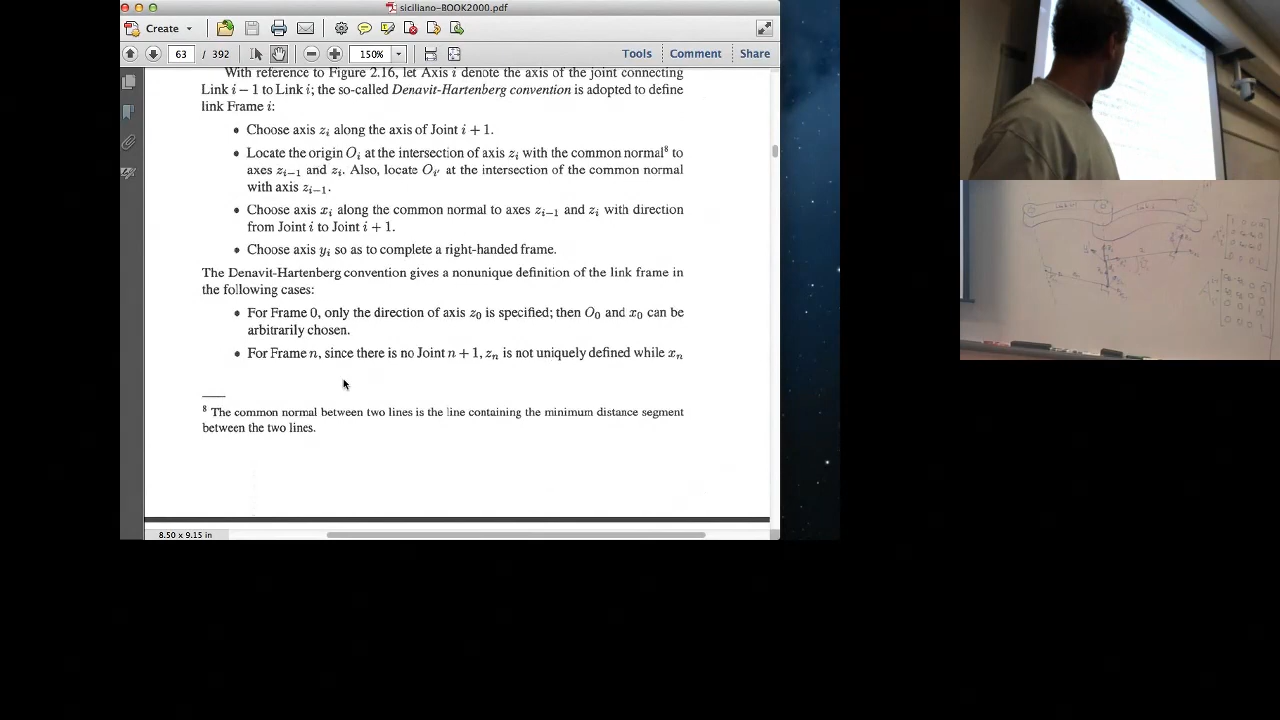 siciliano-BOOK2000.pdf
Create
63 / 392
150%
Tools Comment Share
With reference to Figure 2.16, let Axis i denote the axis of the joint connecting
Link i − 1 to Link i; the so-called Denavit-Hartenberg convention is adopted to define
link Frame i:
• Choose axis zᵢ along the axis of Joint i + 1.
• Locate the origin Oᵢ at the intersection of axis zᵢ with the common normal⁸ to
axes zᵢ₋₁ and zᵢ. Also, locate Oᵢ′ at the intersection of the common normal
with axis zᵢ₋₁.
• Choose axis xᵢ along the common normal to axes zᵢ₋₁ and zᵢ with direction
from Joint i to Joint i + 1.
• Choose axis yᵢ so as to complete a right-handed frame.
The Denavit-Hartenberg convention gives a nonunique definition of the link frame in
the following cases:
• For Frame 0, only the direction of axis z₀ is specified; then O₀ and x₀ can be
arbitrarily chosen.
• For Frame n, since there is no Joint n + 1, zₙ is not uniquely defined while xₙ
⁸ The common normal between two lines is the line containing the minimum distance segment
between the two lines.
8.50 x 9.15 in